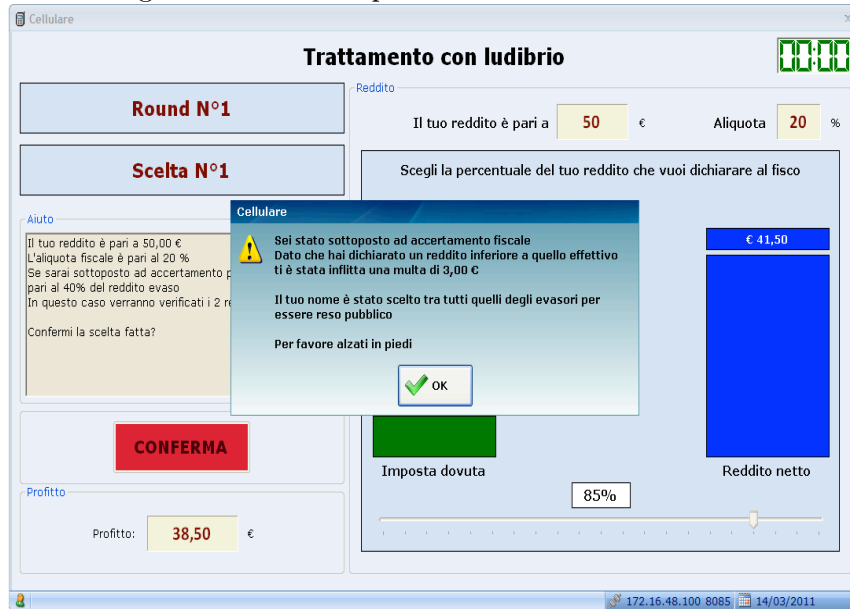 Cellulare
Trattamento con ludibrio
00:00
Round N°1
Scelta N°1
Reddito
Il tuo reddito è pari a 50 €
Aliquota 20 %
Scegli la percentuale del tuo reddito che vuoi dichiarare al fisco
Aiuto
Il tuo reddito è pari a 50,00 €
L'aliquota fiscale è pari al 20 %
Se sarai sottoposto ad accertamento
pari al 40% del reddito evaso
In questo caso verranno verificati i 2
Confermi la scelta fatta?
Cellulare
Sei stato sottoposto ad accertamento fiscale
Dato che hai dichiarato un reddito inferiore a quello effettivo
ti è stata inflitta una multa di 3,00 €
Il tuo nome è stato scelto tra tutti quelli degli evasori per
essere reso pubblico
Per favore alzati in piedi
OK
€ 41,50
CONFERMA
Imposta dovuta
Reddito netto
85%
Profitto
Profitto: 38,50 €
172.16.48.100 8085
14/03/2011